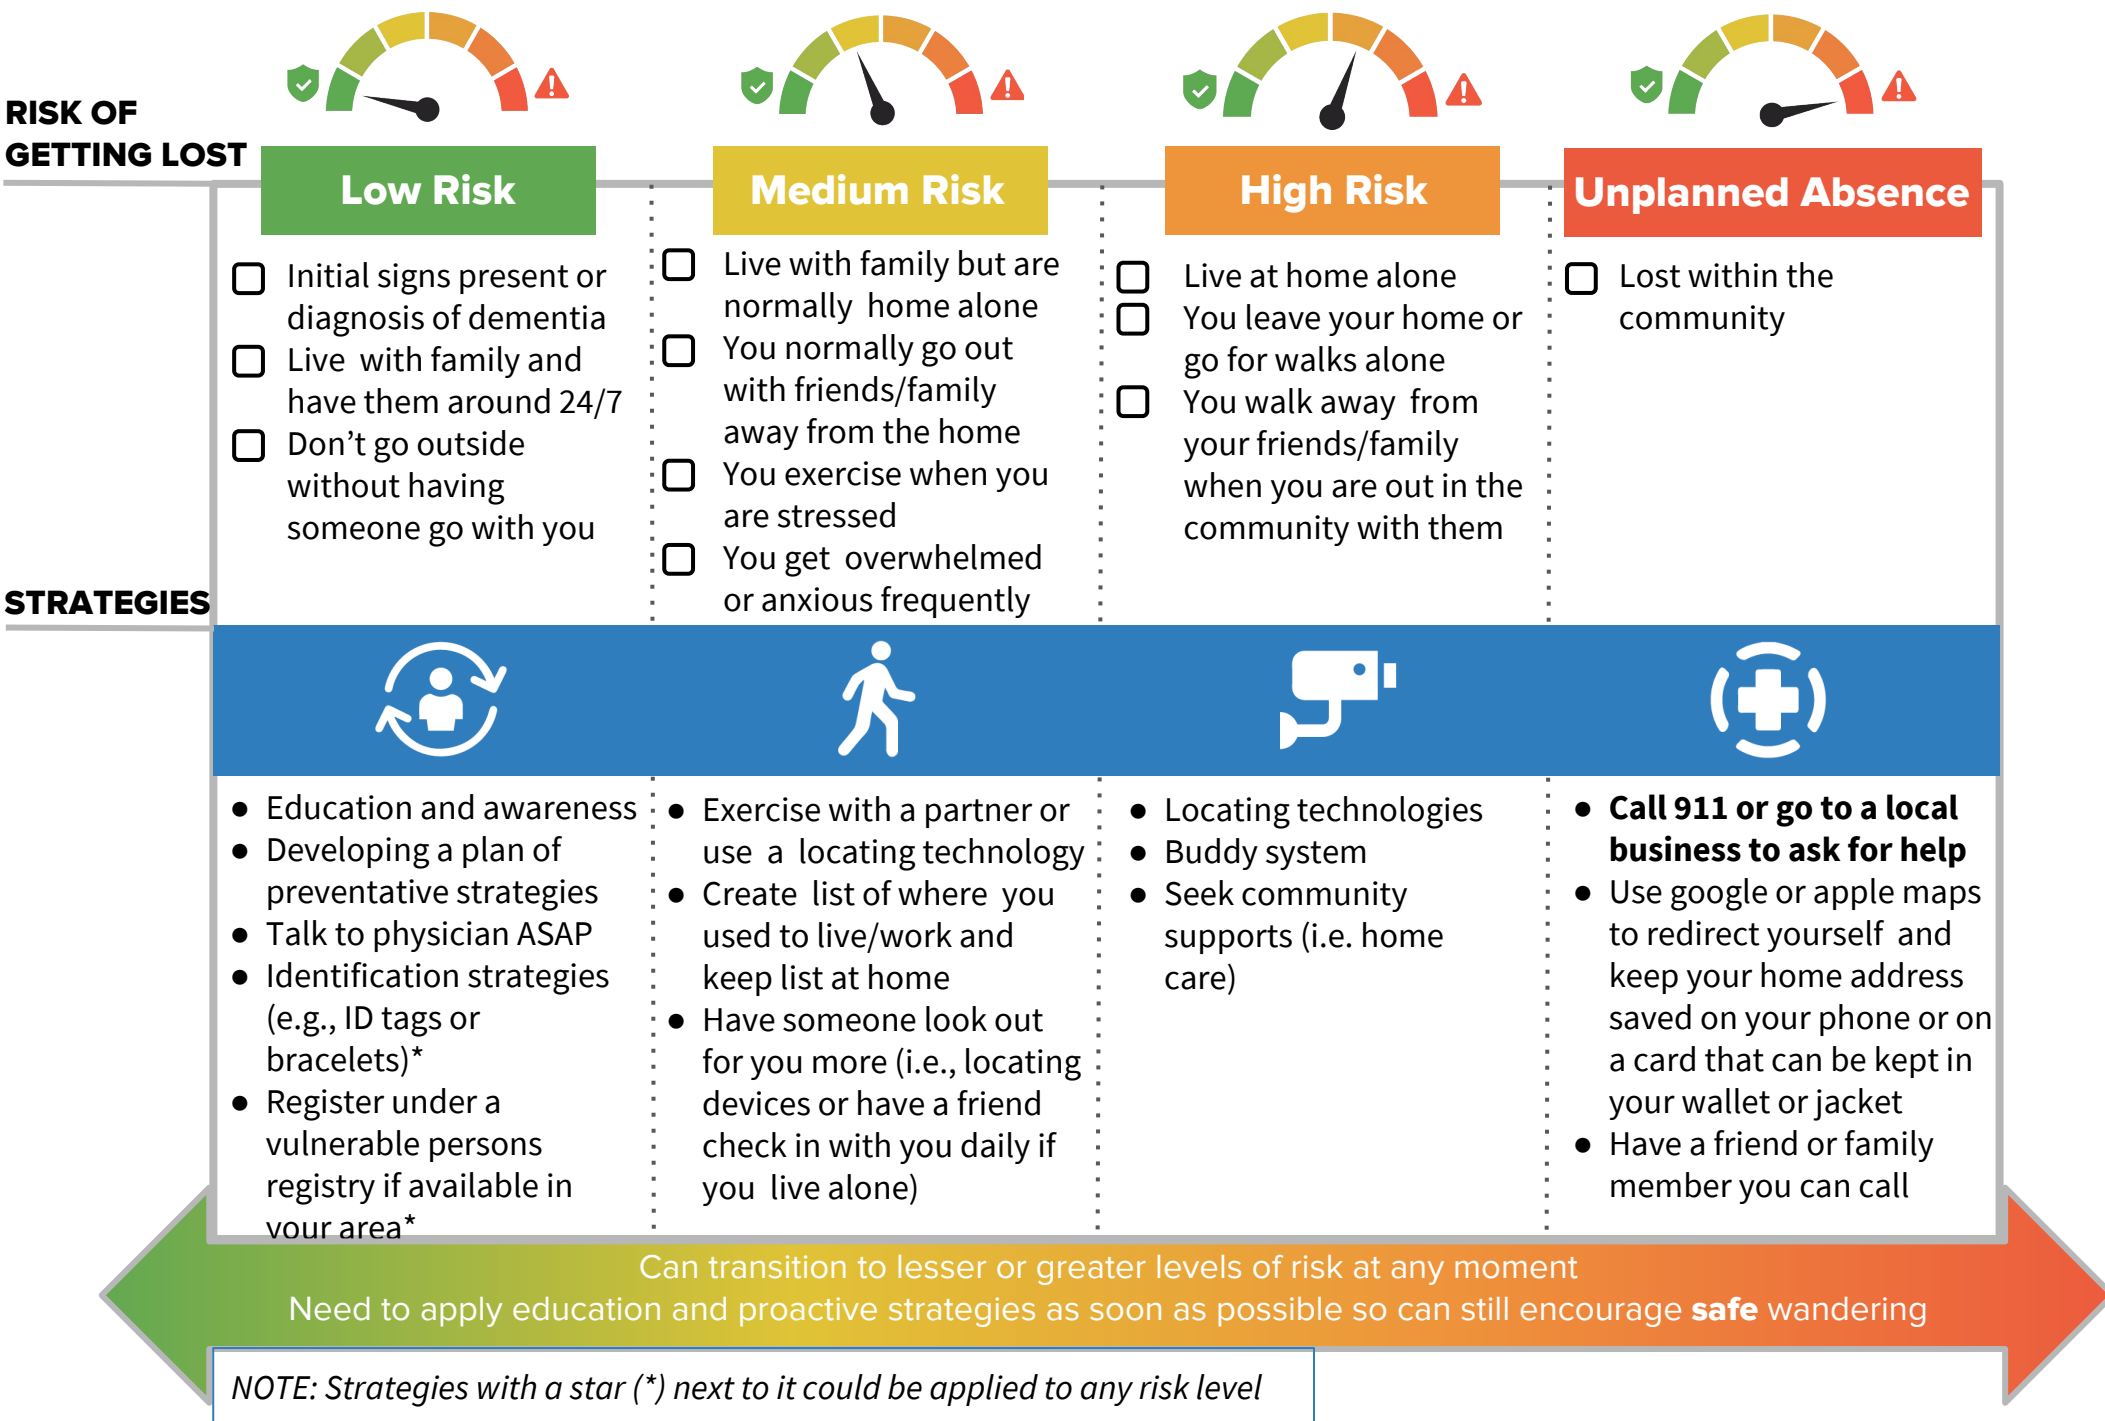 RISK OF
GETTING LOST
Low Risk
Medium Risk
High Risk
Unplanned Absence
Initial signs present or
diagnosis of dementia
Live with family and
have them around 24/7
Don't go outside
without having
someone go with you
Live with family but are
normally home alone
You normally go out
with friends/family
away from the home
You exercise when you
are stressed
You get overwhelmed
or anxious frequently
Live at home alone
You leave your home or
go for walks alone
You walk away from
your friends/family
when you are out in the
community with them
Lost within the
community
STRATEGIES
● Education and awareness
● Developing a plan of
preventative strategies
● Talk to physician ASAP
● Identification strategies
(e.g., ID tags or
bracelets)*
● Register under a
vulnerable persons
registry if available in
your area*
● Exercise with a partner or
use a locating technology
● Create list of where you
used to live/work and
keep list at home
● Have someone look out
for you more (i.e., locating
devices or have a friend
check in with you daily if
you live alone)
● Locating technologies
● Buddy system
● Seek community
supports (i.e. home
care)
● Call 911 or go to a local
business to ask for help
● Use google or apple maps
to redirect yourself and
keep your home address
saved on your phone or on
a card that can be kept in
your wallet or jacket
● Have a friend or family
member you can call
Can transition to lesser or greater levels of risk at any moment
Need to apply education and proactive strategies as soon as possible so can still encourage safe wandering
NOTE: Strategies with a star (*) next to it could be applied to any risk level